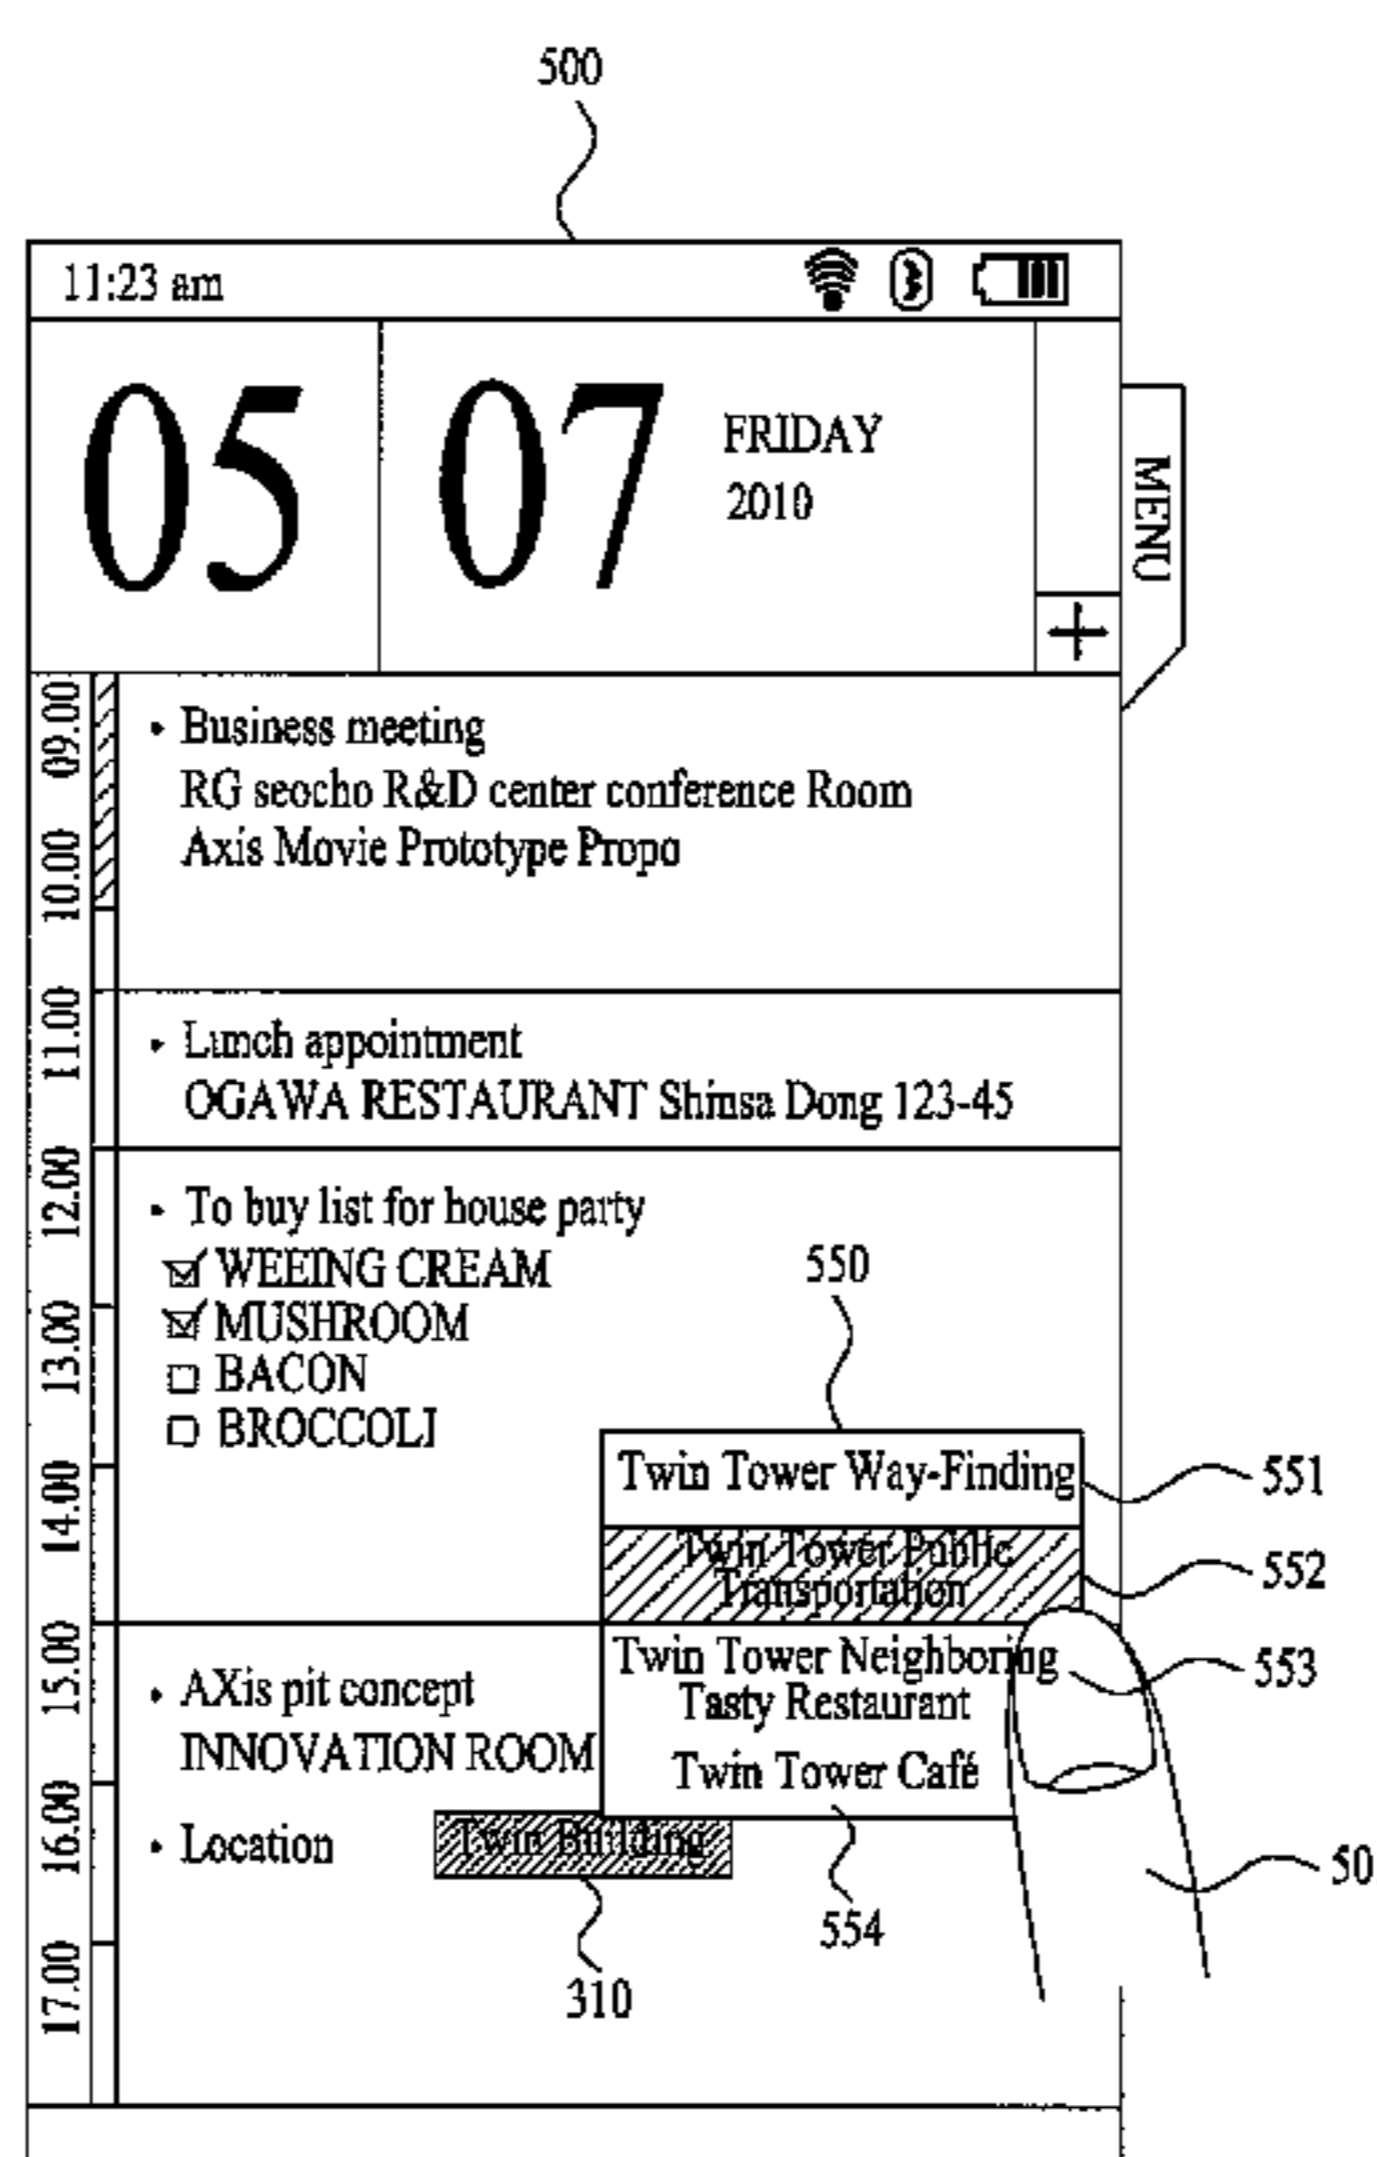 500
11:23 am
05 07 FRIDAY
2010
MENU
+
09.00
10.00
11.00
12.00
13.00
14.00
15.00
16.00
17.00
• Business meeting
RG seocho R&D center conference Room
Axis Movie Prototype Propo
• Lunch appointment
OGAWA RESTAURANT Shinsa Dong 123-45
• To buy list for house party
WEEING CREAM
MUSHROOM
BACON
BROCCOLI
550
Twin Tower Way-Finding
551
Twin Tower Public
Transportation
552
Twin Tower Neighboring
Tasty Restaurant
553
Twin Tower Café
554
• AXis pit concept
INNOVATION ROOM
• Location Twin Building
310
50